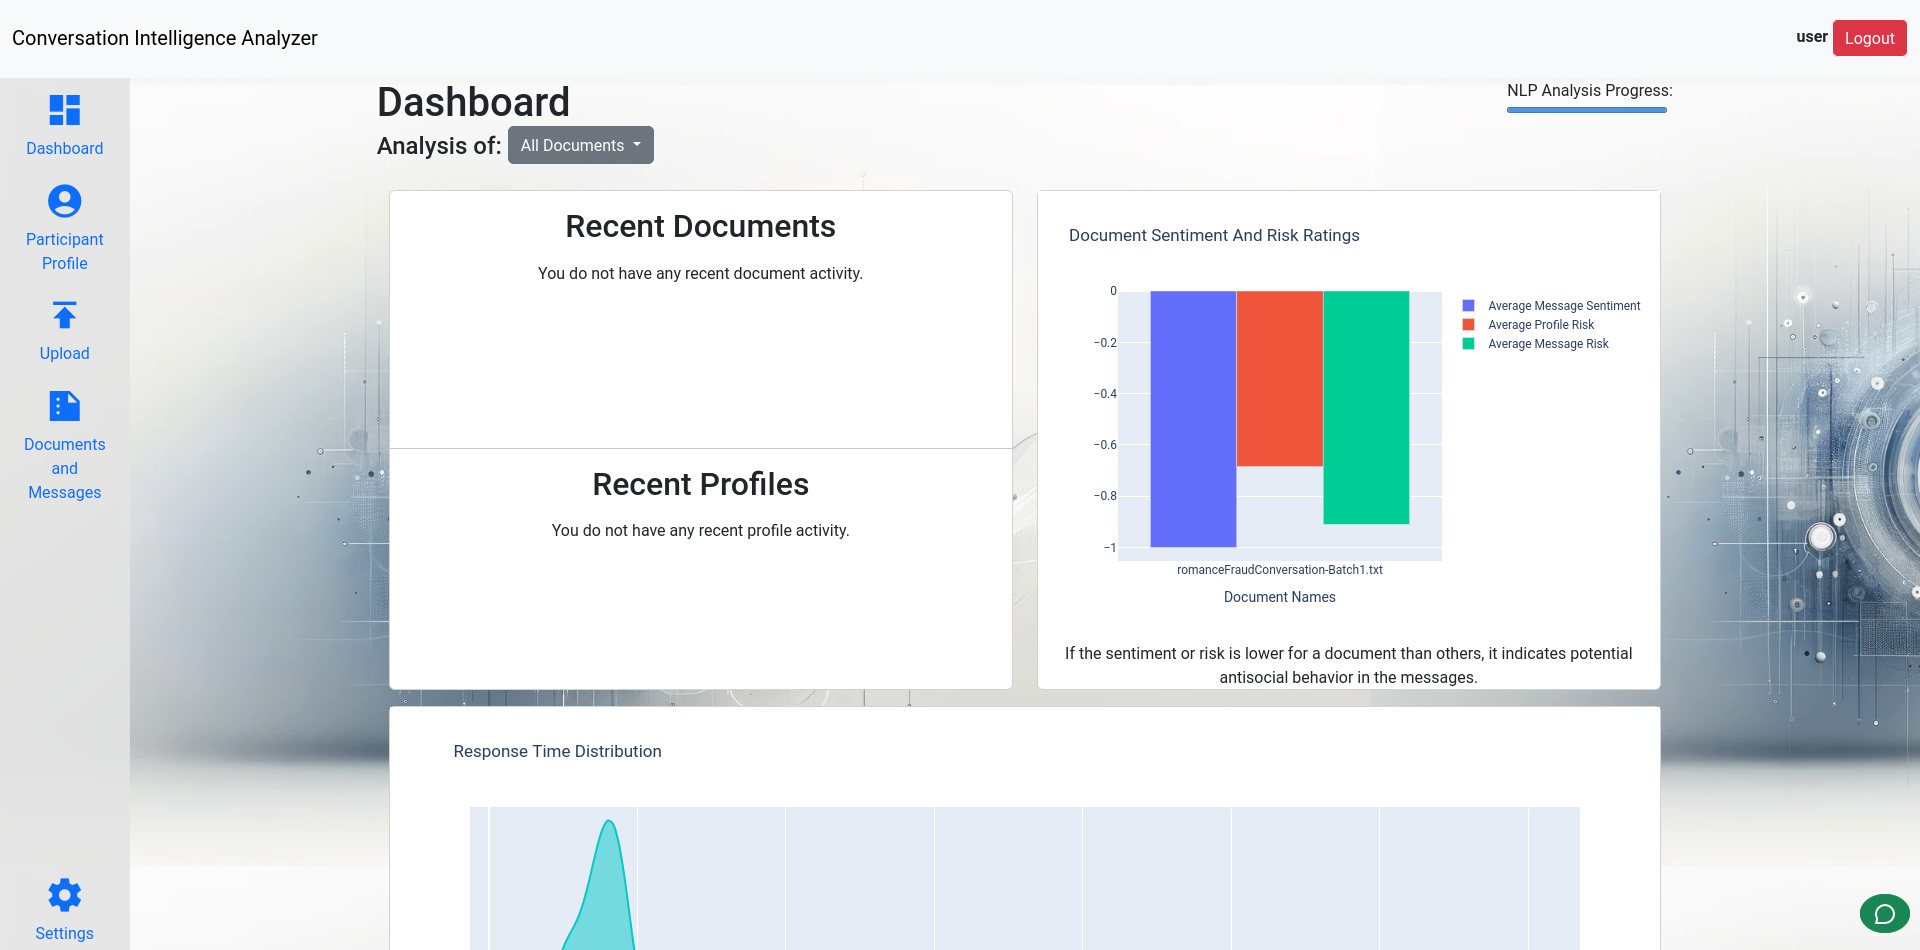 Conversation Intelligence Analyzer
user
Logout
Dashboard
Participant
Profile
Upload
Documents
and
Messages
Settings
Dashboard
NLP Analysis Progress:
Analysis of:
All Documents
Recent Documents
You do not have any recent document activity.
Recent Profiles
You do not have any recent profile activity.
Document Sentiment And Risk Ratings
0
−0.2
−0.4
−0.6
−0.8
−1
Average Message Sentiment
Average Profile Risk
Average Message Risk
romanceFraudConversation-Batch1.txt
Document Names
If the sentiment or risk is lower for a document than others, it indicates potential
antisocial behavior in the messages.
Response Time Distribution